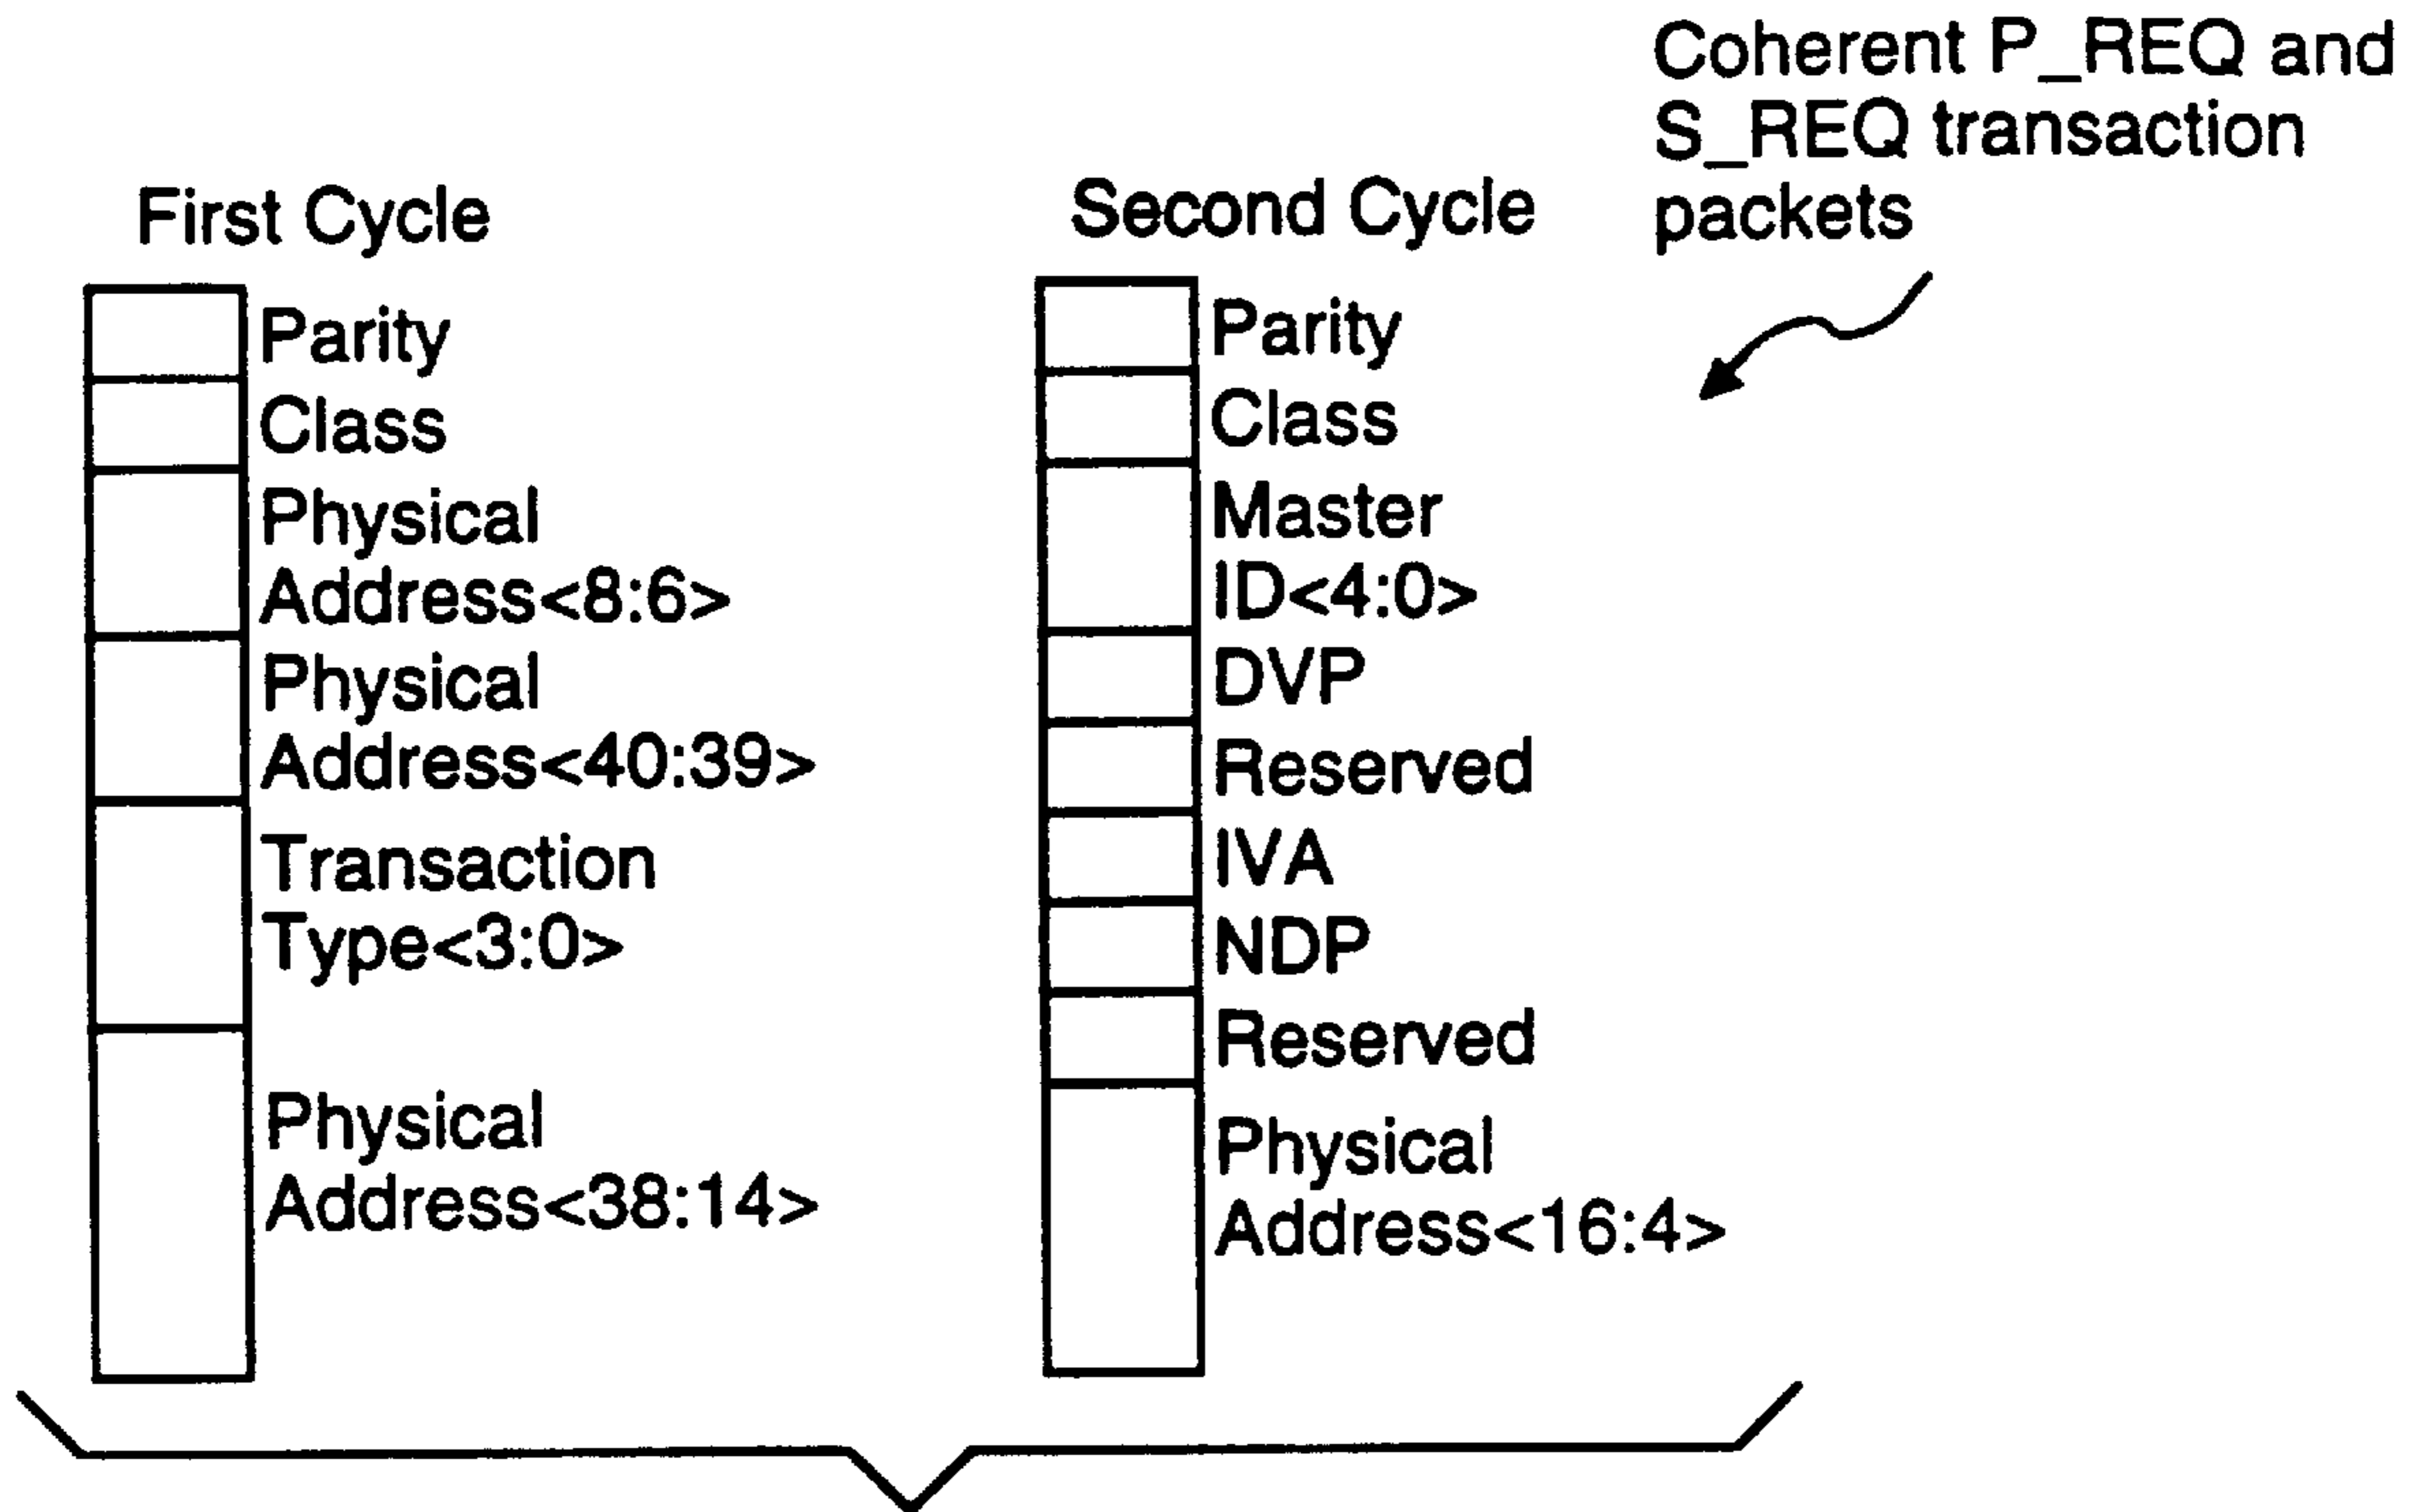 Coherent P_REQ and
S_REQ transaction
packets
First Cycle
Parity
Class
Physical
Address<8:6>
Physical
Address<40:39>
Transaction
Type<3:0>
Physical
Address<38:14>
Second Cycle
Parity
Class
Master
ID<4:0>
DVP
Reserved
IVA
NDP
Reserved
Physical
Address<16:4>